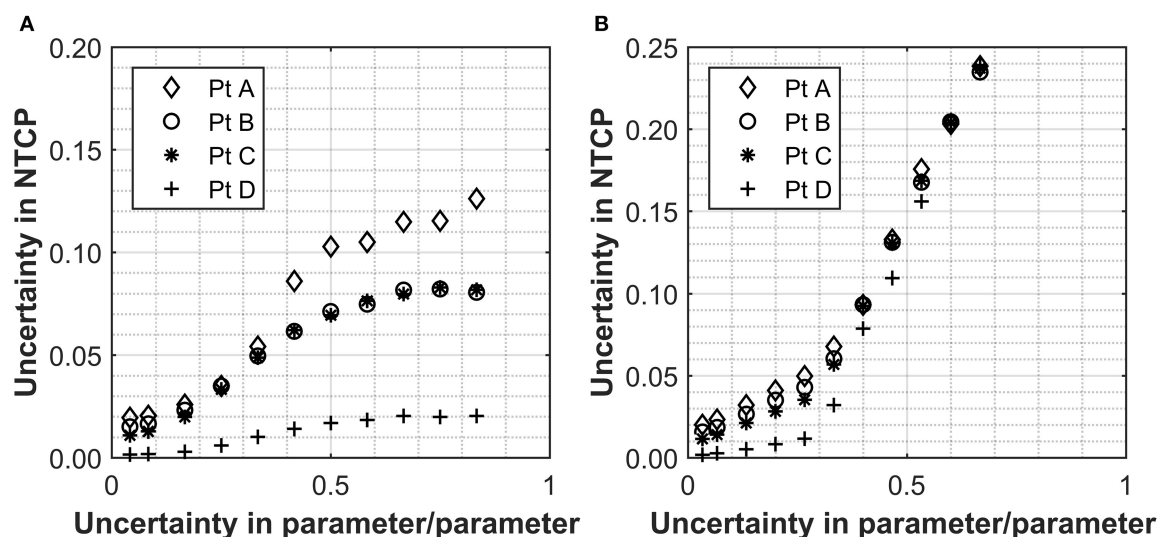 A
Uncertainty in NTCP
0.20
0.15
0.10
0.05
0.00
Pt A
Pt B
Pt C
Pt D
0
0.5
1
Uncertainty in parameter/parameter
B
Uncertainty in NTCP
0.25
0.20
0.15
0.10
0.05
0.00
Pt A
Pt B
Pt C
Pt D
0
0.5
1
Uncertainty in parameter/parameter